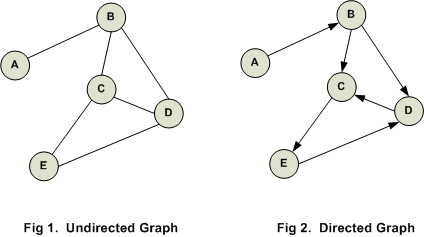 B
A
C
D
E
Fig 1. Undirected Graph
B
A
C
D
E
Fig 2. Directed Graph